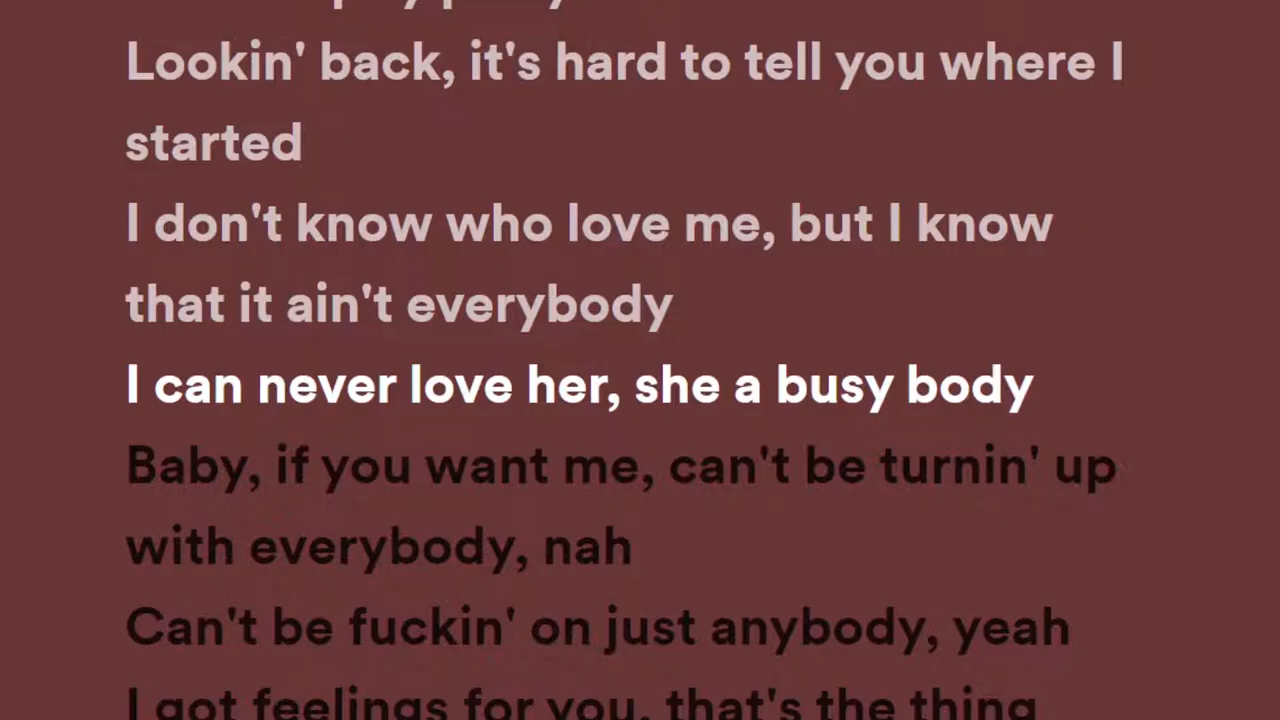 Lookin' back, it's hard to tell you where I
started
I don't know who love me, but I know
that it ain't everybody
I can never love her, she a busy body
Baby, if you want me, can't be turnin' up
with everybody, nah
Can't be fuckin' on just anybody, yeah
I got feelings for you, that's the thing